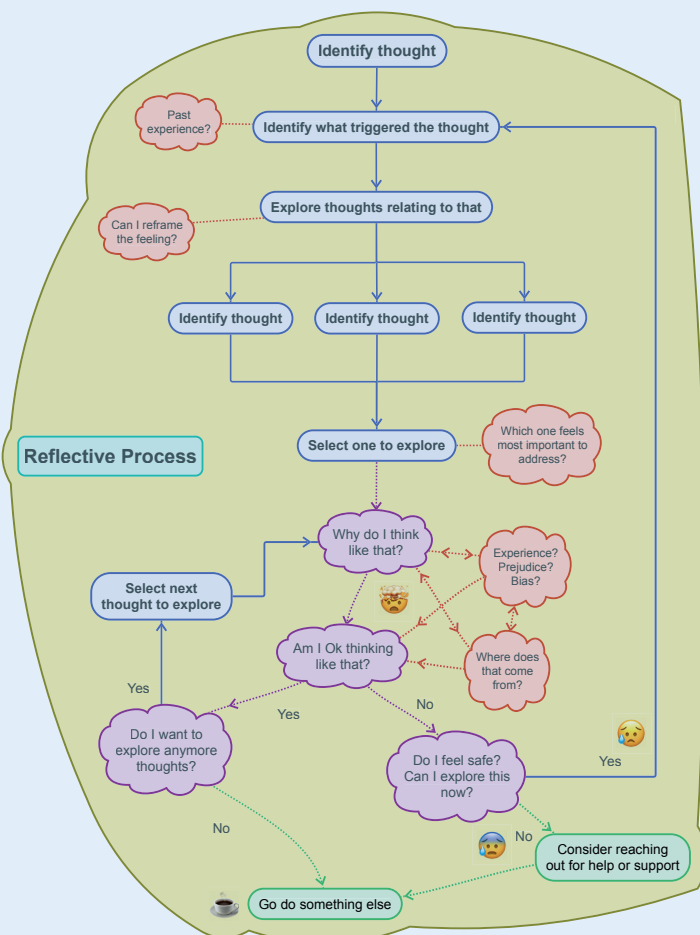 Identify thought
Past
experience?
Identify what triggered the thought
Explore thoughts relating to that
Can I reframe
the feeling?
Identify thought
Identify thought
Identify thought
Reflective Process
Select one to explore
Which one feels
most important to
address?
Why do I think
like that?
Experience?
Prejudice?
Bias?
Select next
thought to explore
Am I Ok thinking
like that?
Where does
that come
from?
Yes
Yes
No
Do I want to
explore anymore
thoughts?
Do I feel safe?
Can I explore this
now?
Yes
No
No
Consider reaching
out for help or support
Go do something else